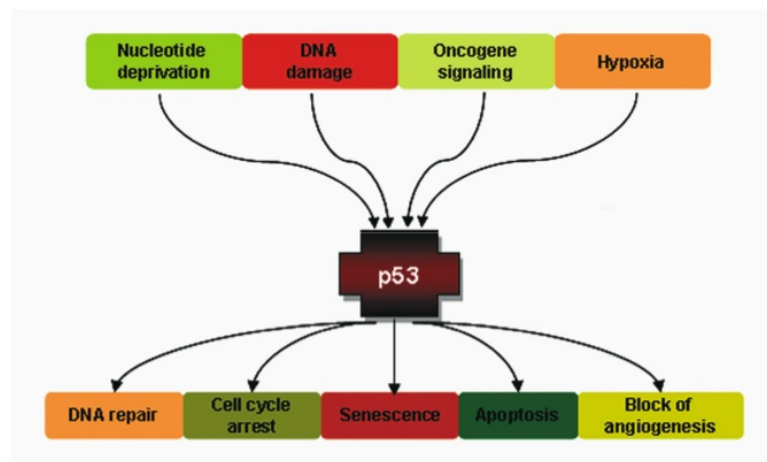 Nucleotide
deprivation
DNA
damage
Oncogene
signaling
Hypoxia
p53
DNA repair
Cell cycle
arrest
Senescence
Apoptosis
Block of
angiogenesis